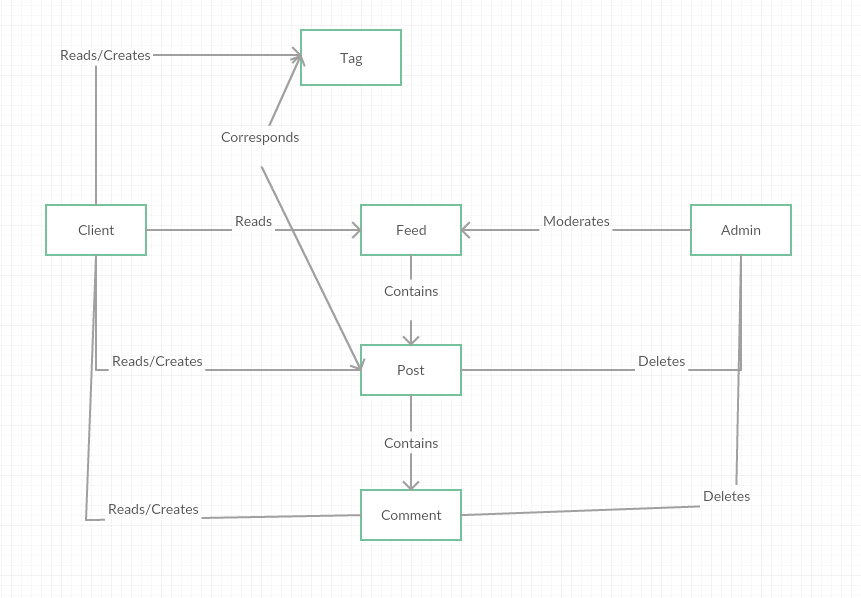 Reads/Creates
Tag
Corresponds
Client
Reads
Feed
Moderates
Admin
Contains
Reads/Creates
Post
Deletes
Contains
Reads/Creates
Comment
Deletes